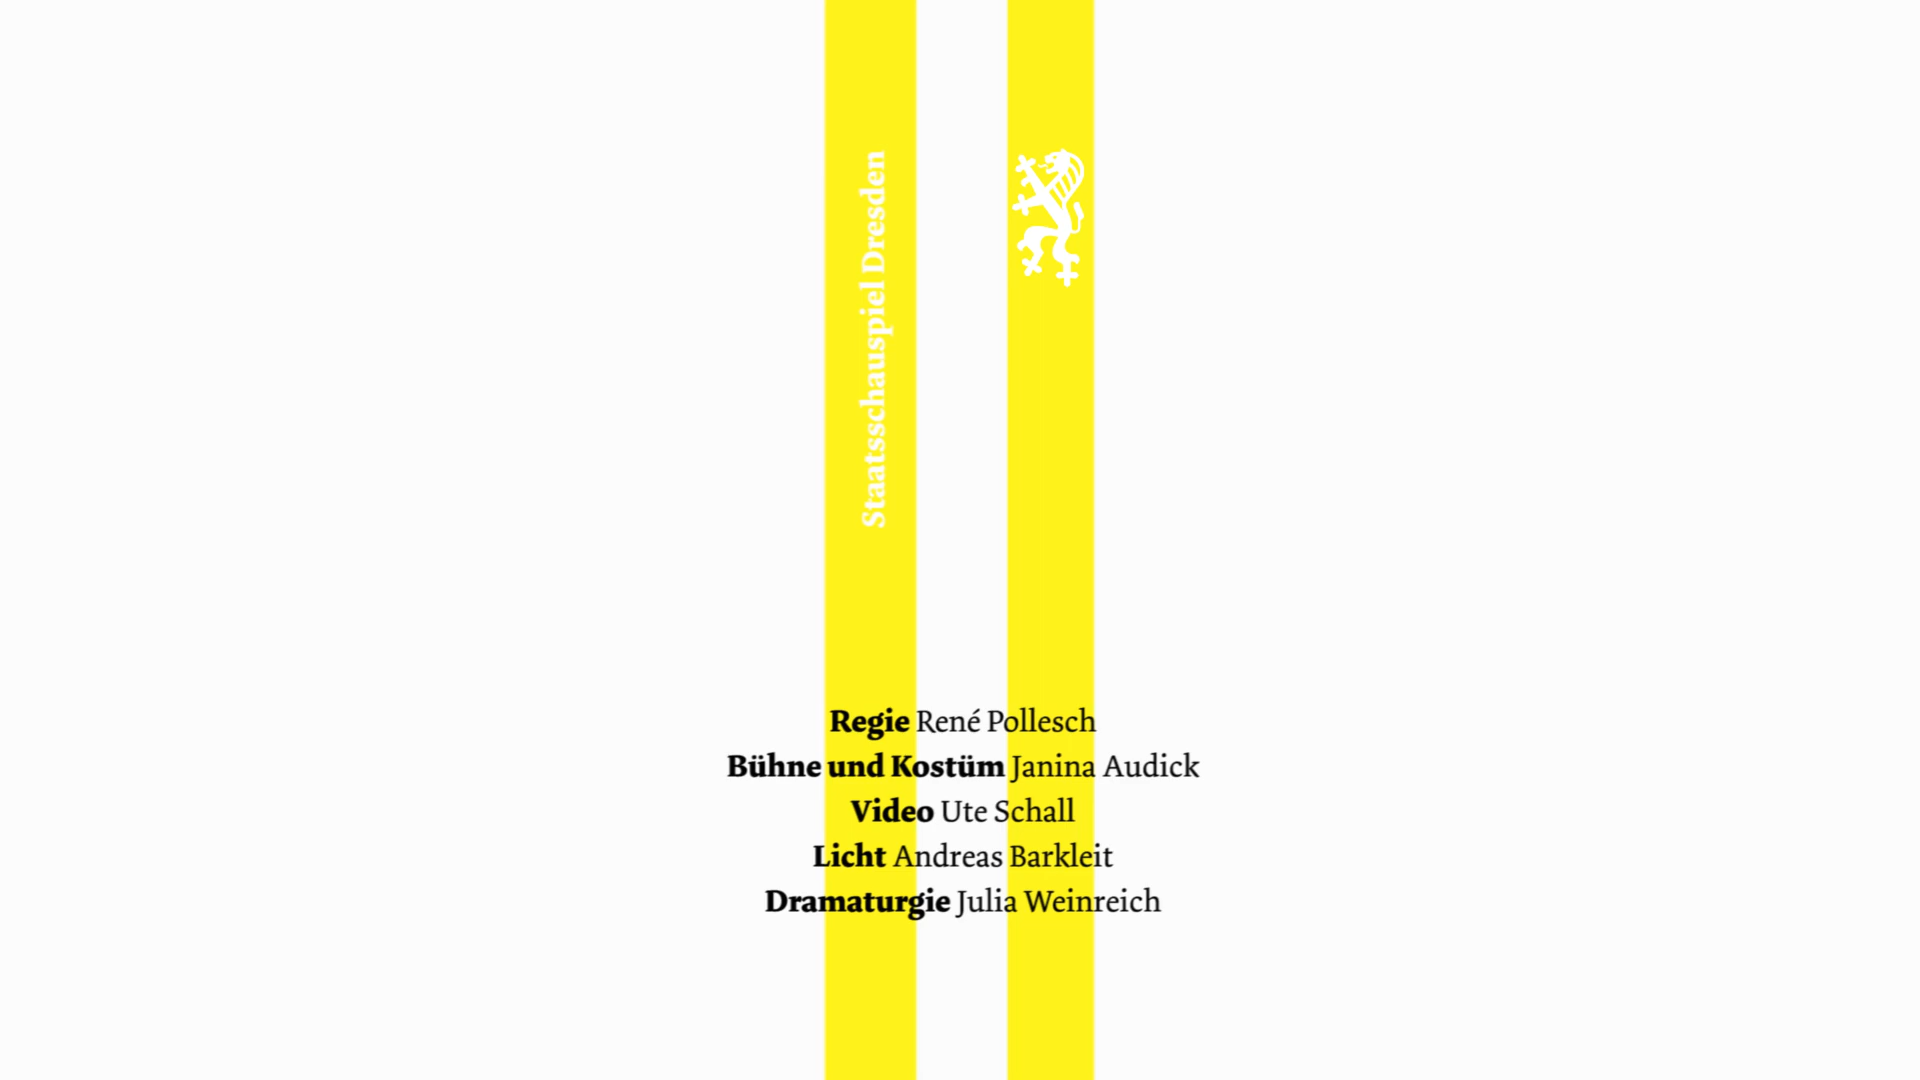 Staatsschauspiel Dresden
Regie René Pollesch
Bühne und Kostüm Janina Audick
Video Ute Schall
Licht Andreas Barkleit
Dramaturgie Julia Weinreich